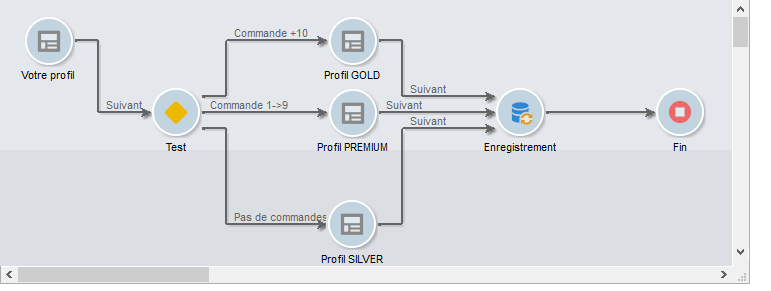 Commande +10
Votre profil
Profil GOLD
Suivant
Suivant
Commande 1->9
Suivant
Suivant
Test
Profil PREMIUM
Enregistrement
Fin
Pas de commandes
Profil SILVER